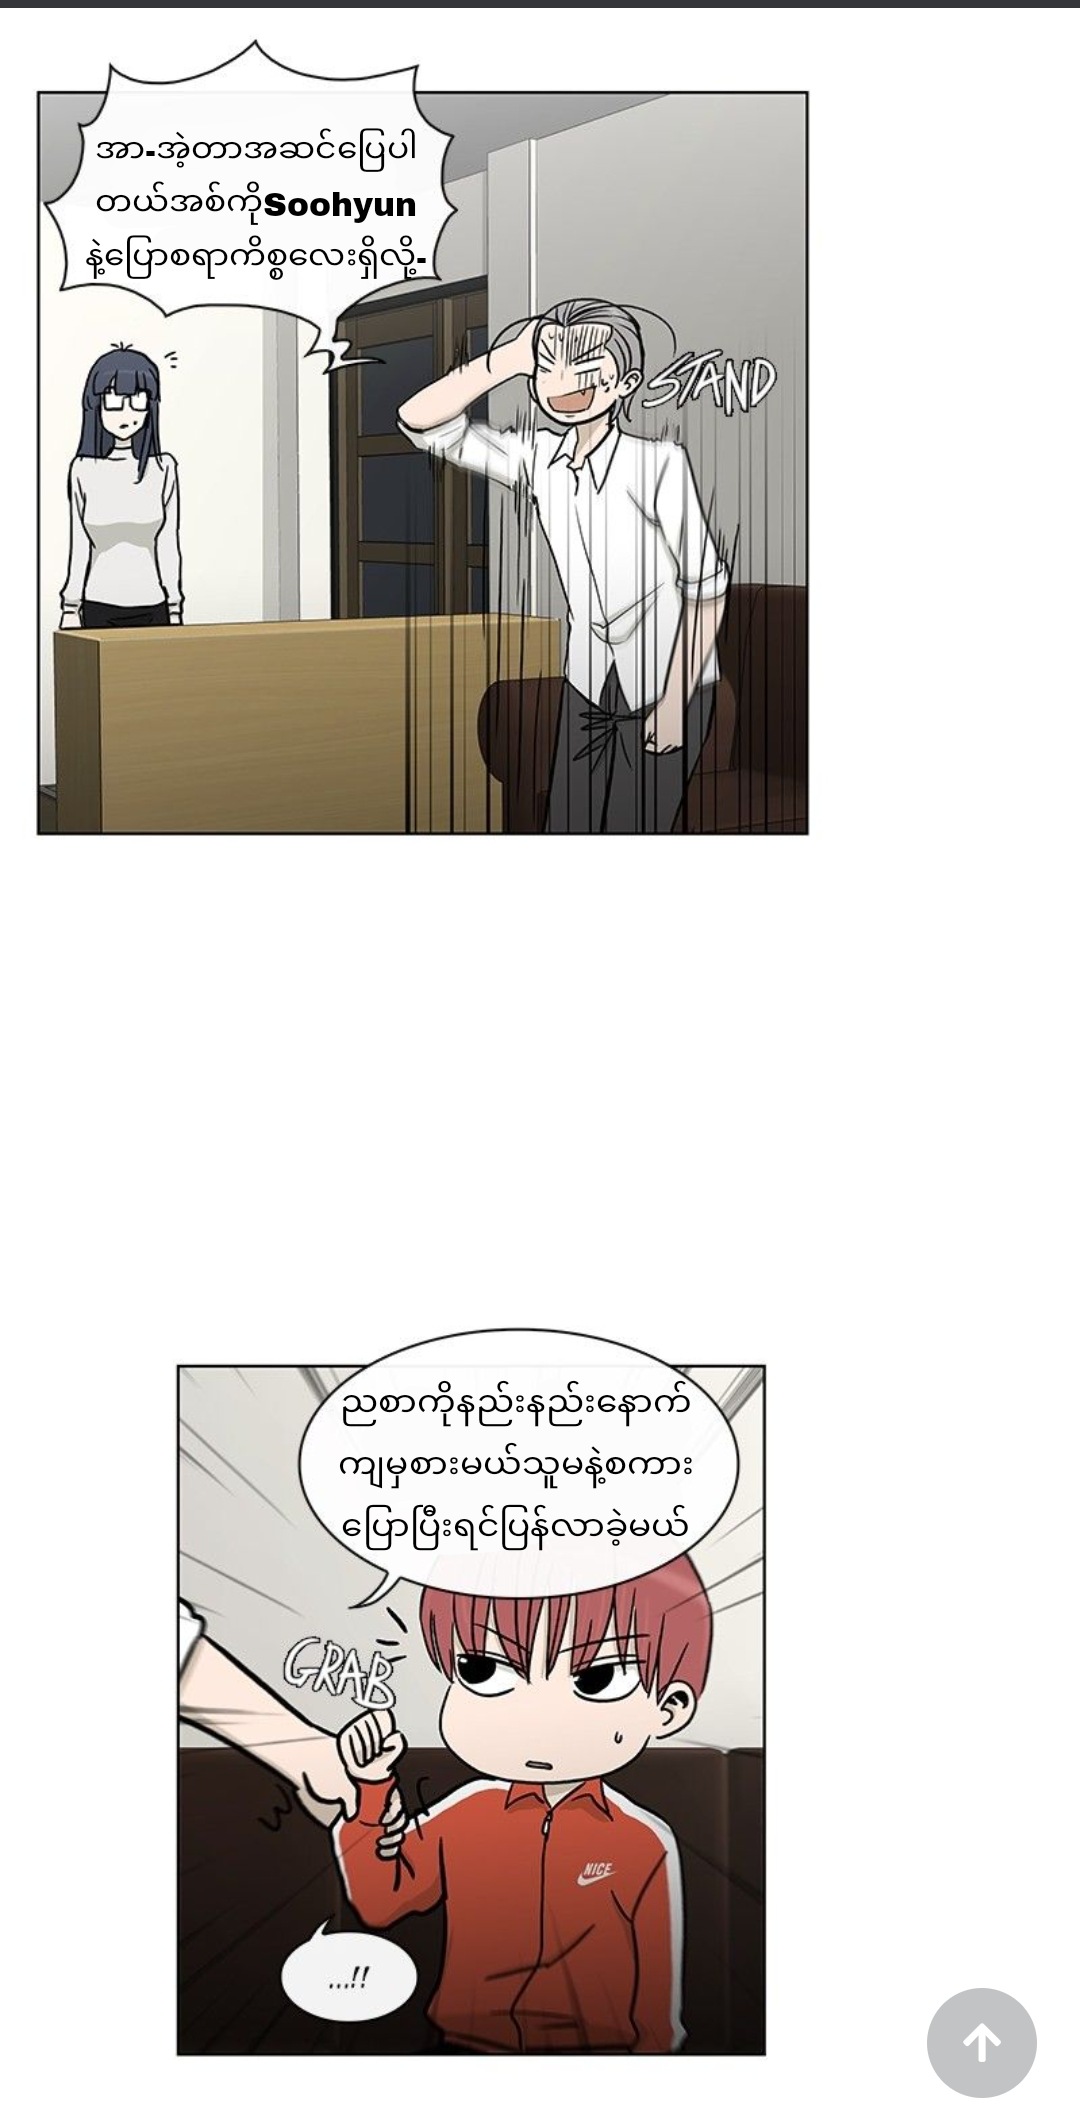 အာ-အဲ့တာအဆင်ပြေပါ
တယ်အစ်ကိုSoohyun
နဲ့ပြောစရာကိစ္စလေးရှိလို့-
STAND
ညစာကိုနည်းနည်းနောက်
ကျမှစားမယ်သူမနဲ့စကား
ပြောပြီးရင်ပြန်လာခဲ့မယ်
GRAB
NICE
...!!